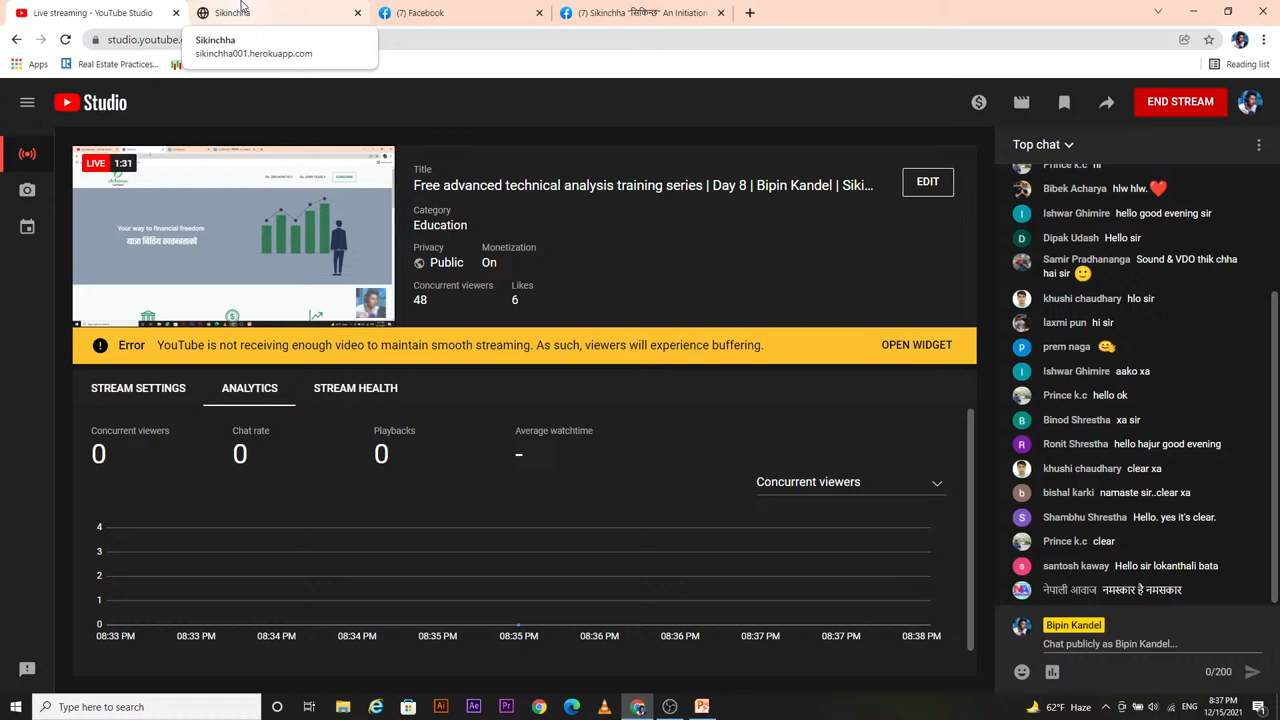 Live streaming - YouTube Studio
Sikinchha
(7) Facebook
(7) Sikinchha "सिकिन्छ" An Initiation
studio.youtube.
Sikinchha
sikinchha001.herokuapp.com
Apps
Real Estate Practices...
Reading list
Studio
END STREAM
LIVE 1:31
Your way to financial freedom
यात्रा वित्तिय स्वतन्त्रताको
Title
Free advanced technical analysis training series | Day 8 | Bipin Kandel | Siki...
EDIT
Category
Education
Privacy
Monetization
Public
On
Concurrent viewers
Likes
48
6
Error YouTube is not receiving enough video to maintain smooth streaming. As such, viewers will experience buffering.
OPEN WIDGET
STREAM SETTINGS
ANALYTICS
STREAM HEALTH
Concurrent viewers
Chat rate
Playbacks
Average watchtime
0
0
0
-
Concurrent viewers
4
3
2
1
0
08:33 PM 08:33 PM 08:34 PM 08:34 PM 08:35 PM 08:35 PM 08:36 PM 08:36 PM 08:37 PM 08:37 PM 08:38 PM
Top chat
Prince k.c hi
Bibek Acharya hlw hlw.
Ishwar Ghimire hello good evening sir
Dipak Udash Hello sir
Samir Pradhananga Sound & VDO thik chha
hai sir
khushi chaudhary hlo sir
laxmi pun hi sir
prem naga
Ishwar Ghimire aako xa
Prince k.c hello ok
Binod Shrestha xa sir
Ronit Shrestha hello hajur good evening
khushi chaudhary clear xa
bishal karki namaste sir..clear xa
Shambhu Shrestha Hello. yes it's clear.
Prince k.c clear
santosh kaway Hello sir lokanthali bata
नेपाली आवाज नमस्कार है नमसकार
Bipin Kandel
Chat publicly as Bipin Kandel...
0/200
Type here to search
62°F Haze
ENG
8:37 PM
12/15/2021